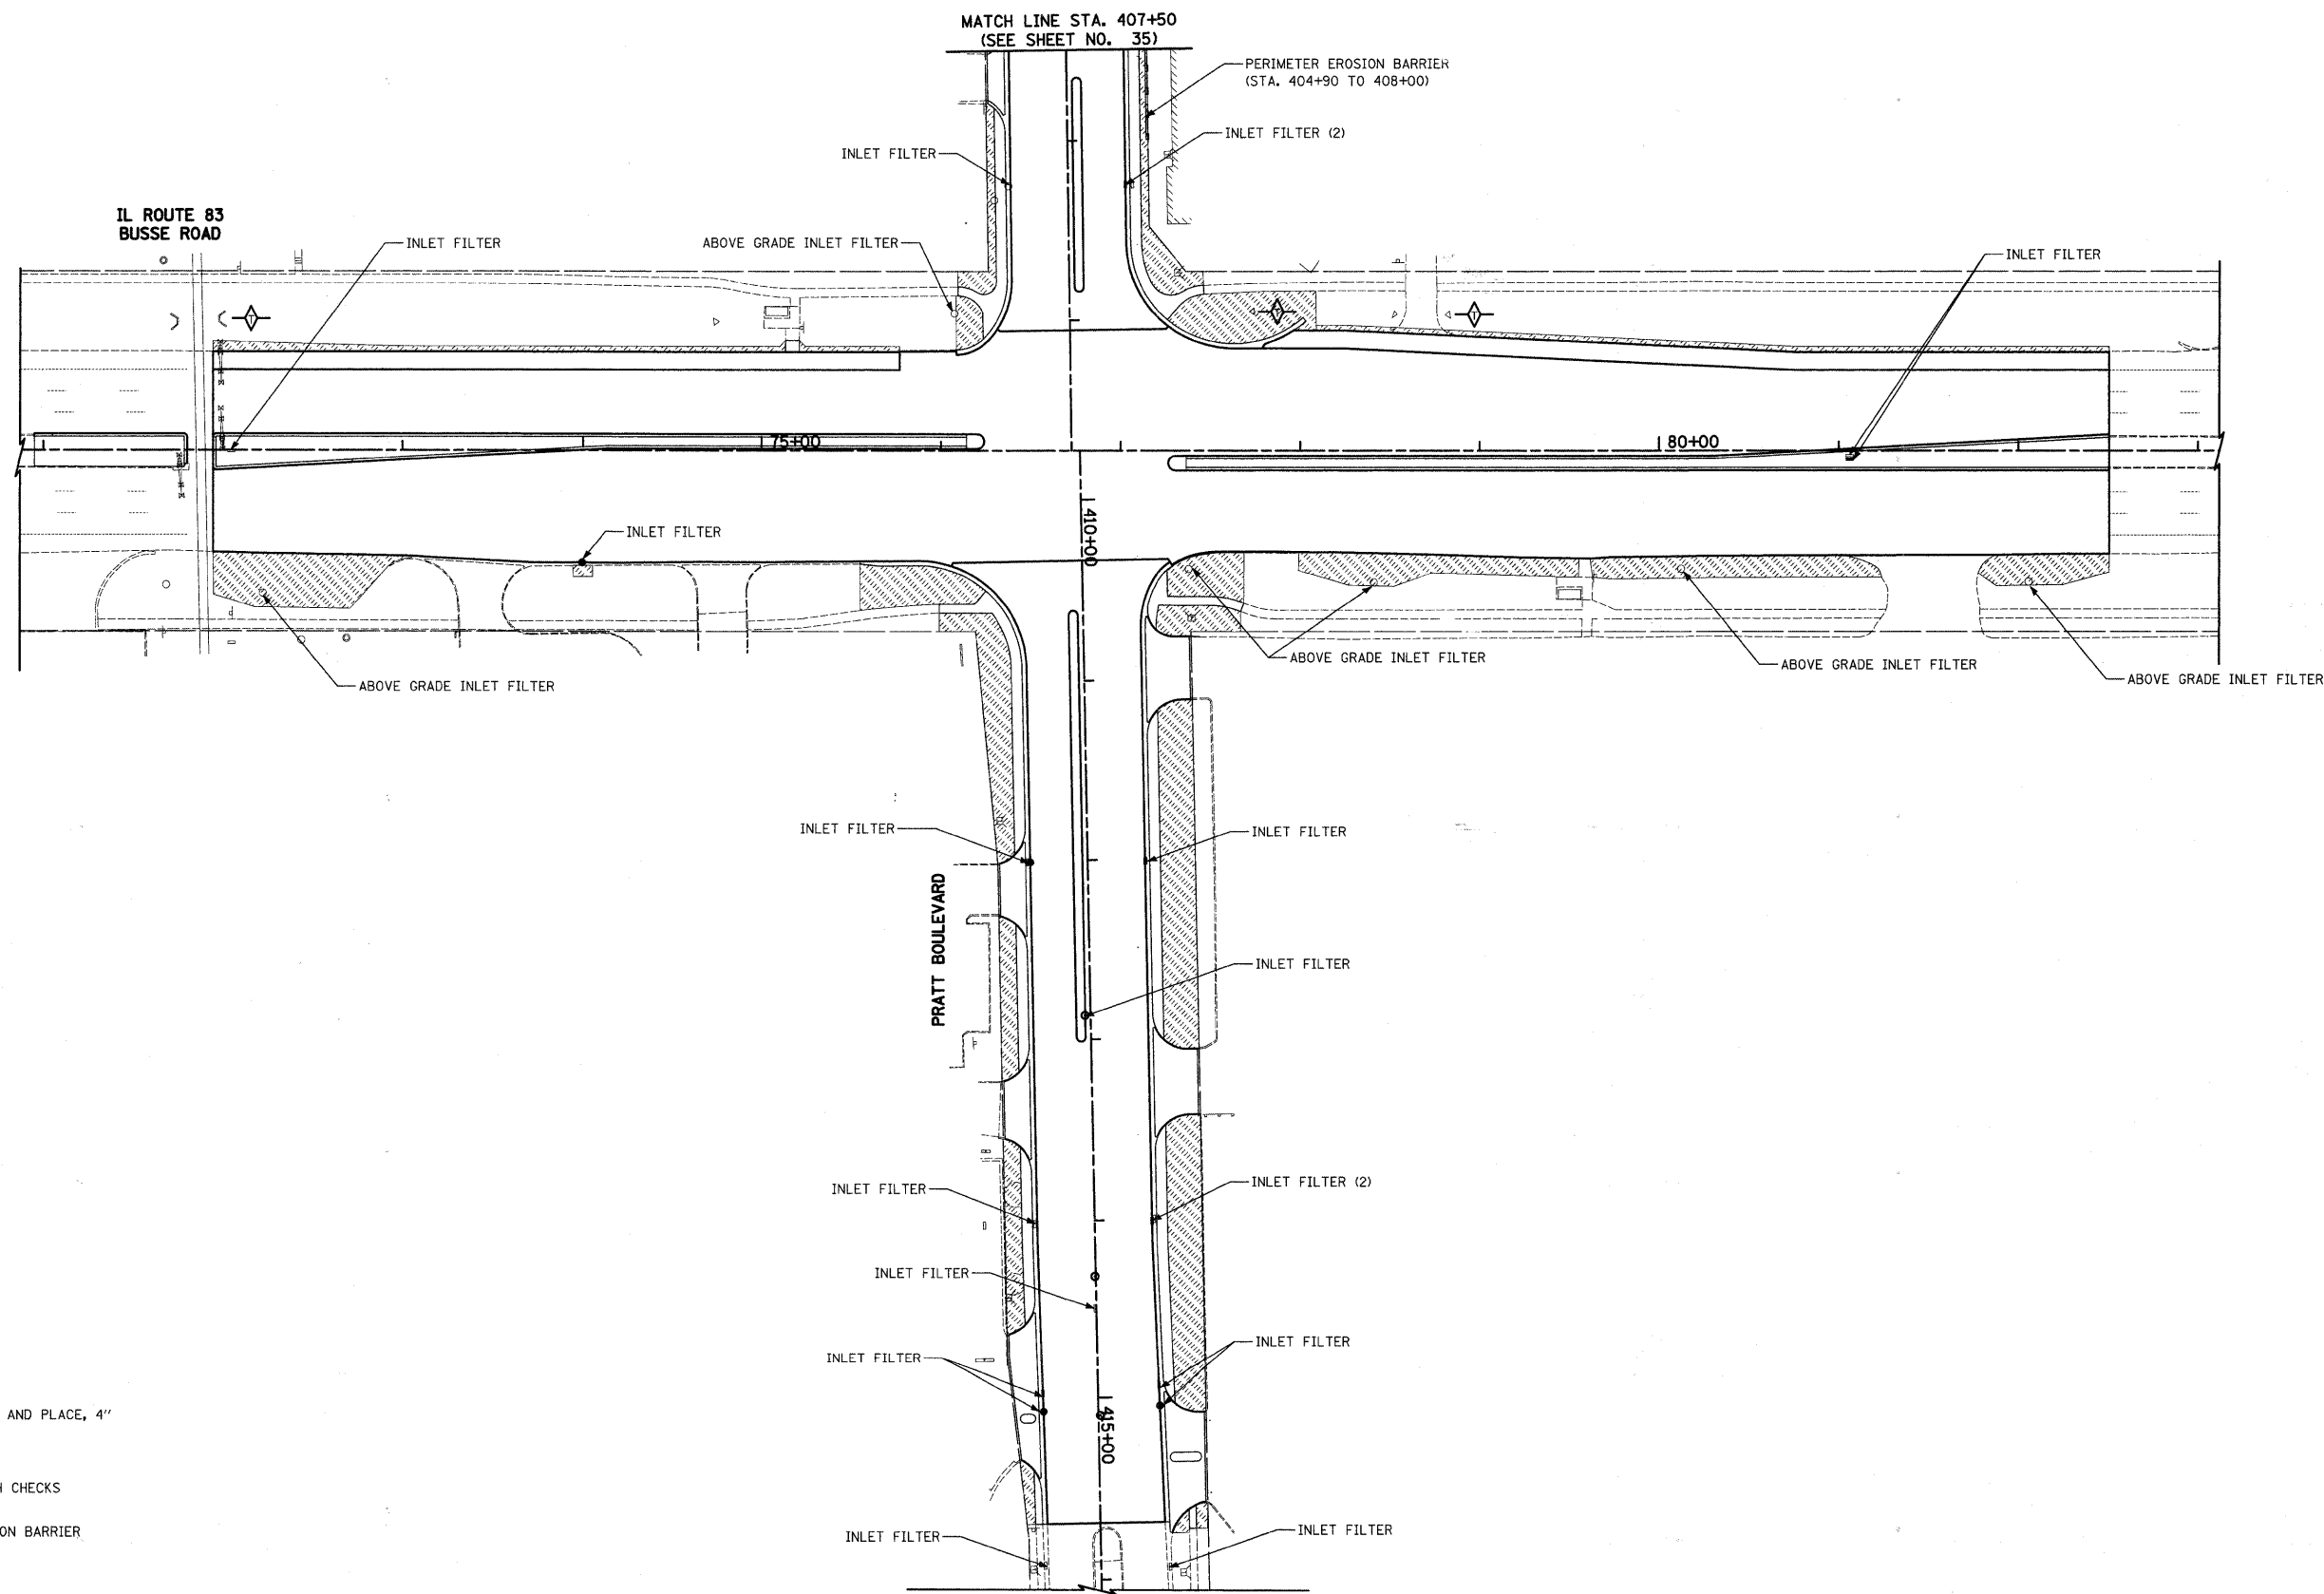 MATCH LINE STA. 407+50
(SEE SHEET NO. 35)
PERIMETER EROSION BARRIER
(STA. 404+90 TO 408+00)
INLET FILTER (2)
INLET FILTER
IL ROUTE 83
BUSSE ROAD
INLET FILTER
ABOVE GRADE INLET FILTER
INLET FILTER
T
T
T
75+00
80+00
410+00
INLET FILTER
ABOVE GRADE INLET FILTER
ABOVE GRADE INLET FILTER
ABOVE GRADE INLET FILTER
ABOVE GRADE INLET FILTER
INLET FILTER
INLET FILTER
PRATT BOULEVARD
INLET FILTER
INLET FILTER
INLET FILTER (2)
INLET FILTER
INLET FILTER
INLET FILTER
415+00
AND PLACE, 4"
CHECKS
ON BARRIER
INLET FILTER
INLET FILTER